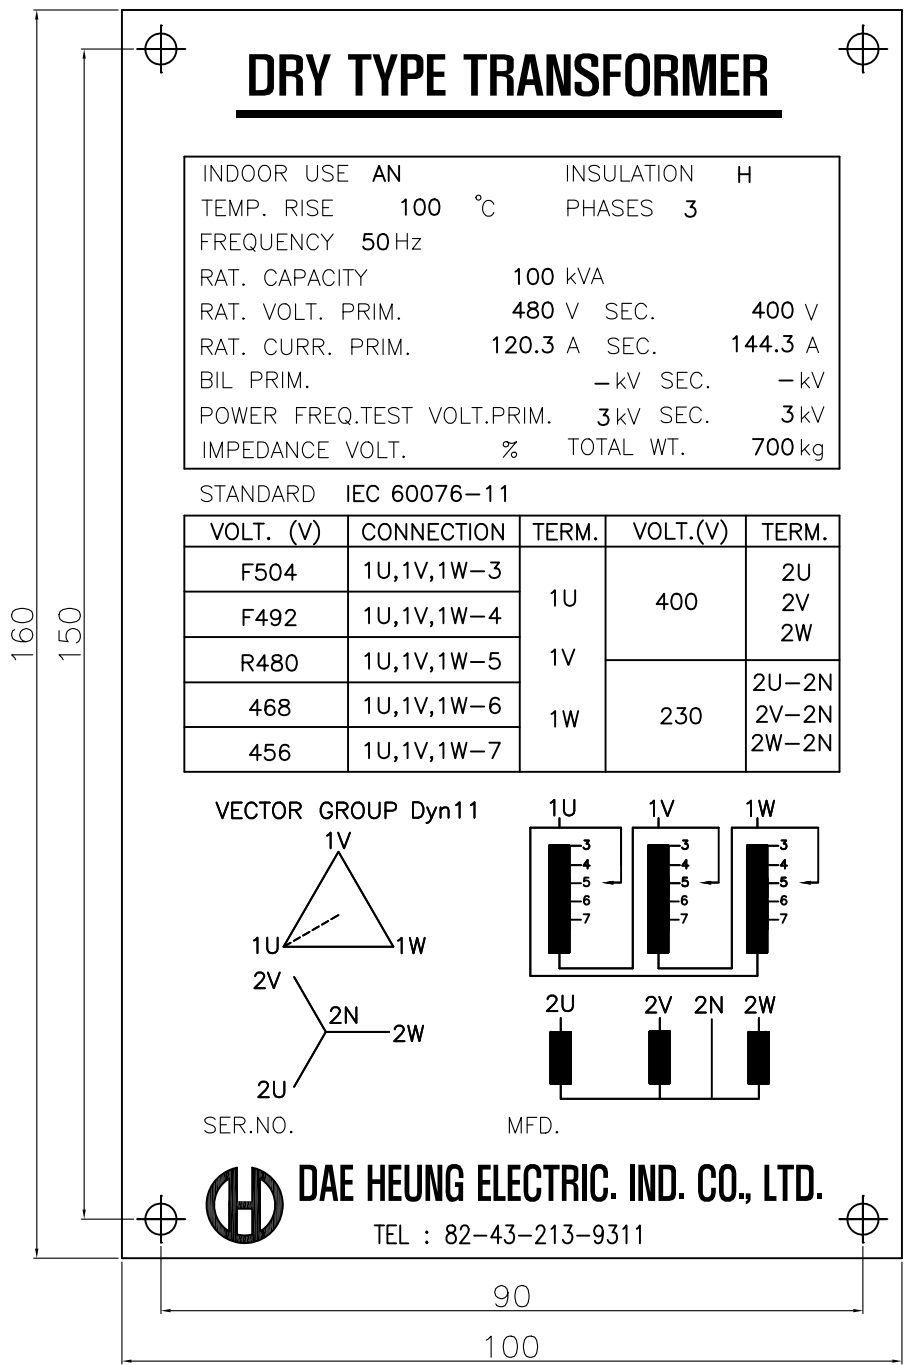 DRY TYPE TRANSFORMER
INDOOR USE AN INSULATION H
TEMP. RISE 100 °C PHASES 3
FREQUENCY 50 Hz
RAT. CAPACITY 100 kVA
RAT. VOLT. PRIM. 480 V SEC. 400 V
RAT. CURR. PRIM. 120.3 A SEC. 144.3 A
BIL PRIM. – kV SEC. – kV
POWER FREQ.TEST VOLT.PRIM. 3 kV SEC. 3 kV
IMPEDANCE VOLT. % TOTAL WT. 700 kg
STANDARD IEC 60076–11
VOLT. (V) CONNECTION TERM. VOLT.(V) TERM.
F504 1U,1V,1W–3
F492 1U,1V,1W–4
R480 1U,1V,1W–5
468 1U,1V,1W–6
456 1U,1V,1W–7
1U
1V
1W
400
2U
2V
2W
230
2U–2N
2V–2N
2W–2N
160
150
VECTOR GROUP Dyn11
1V
1U 1W
2V
2N
2W
2U
1U 1V 1W
3 3 3
4 4 4
5 5 5
6 6 6
7 7 7
2U 2V 2N 2W
SER.NO. MFD.
DAE HEUNG ELECTRIC. IND. CO., LTD.
TEL : 82–43–213–9311
90
100